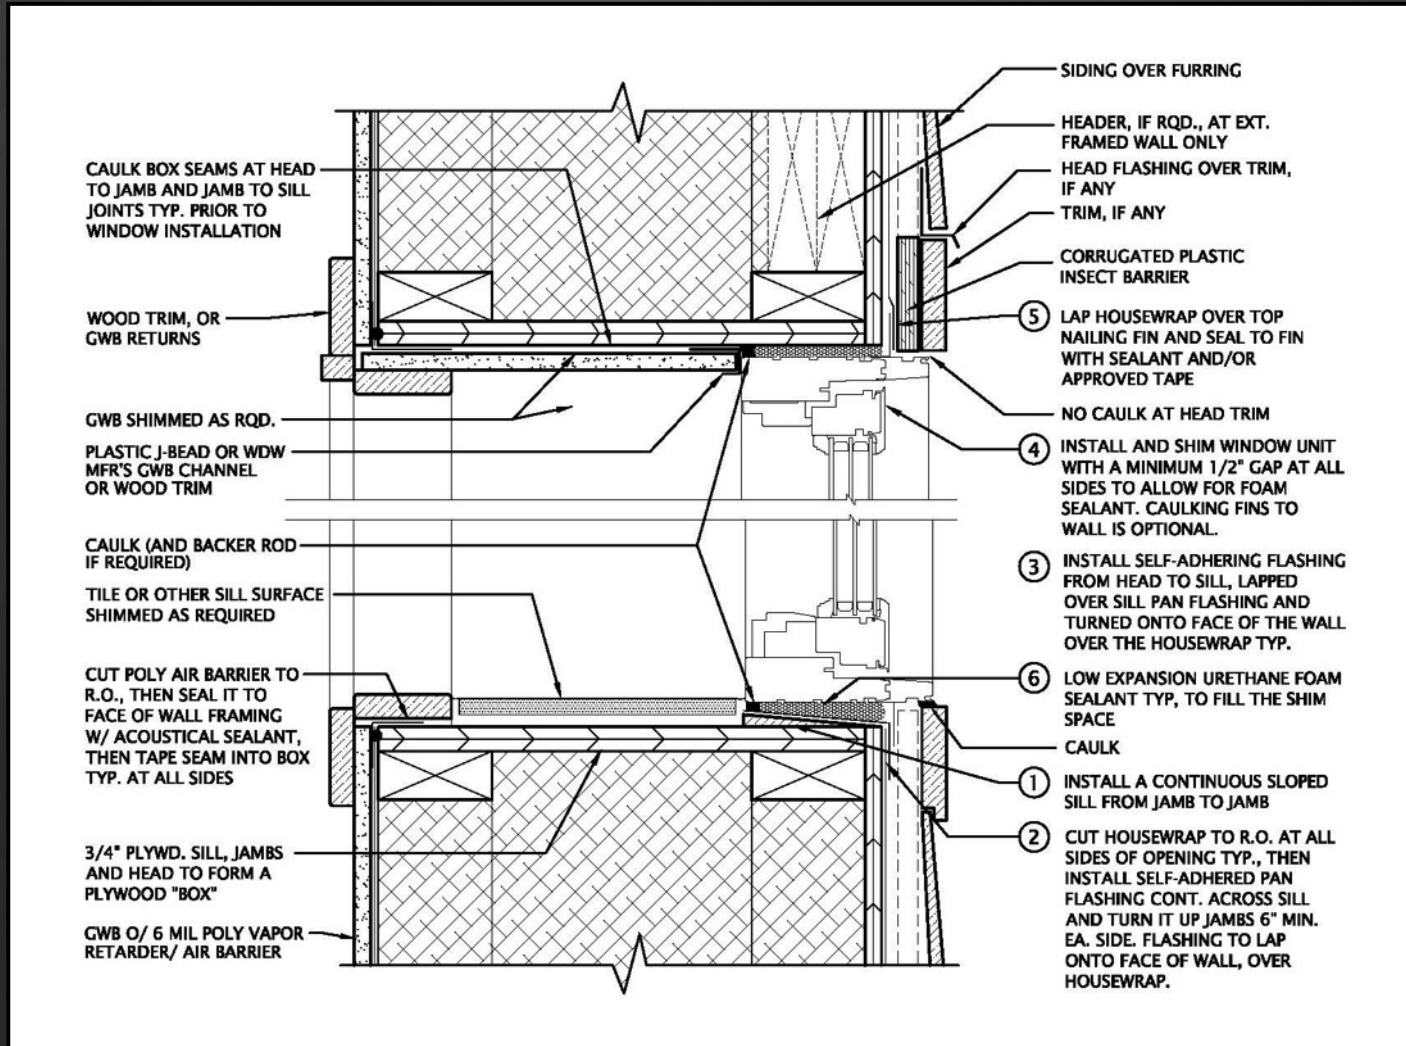 CAULK BOX SEAMS AT HEAD
TO JAMB AND JAMB TO SILL
JOINTS TYP. PRIOR TO
WINDOW INSTALLATION
WOOD TRIM, OR
GWB RETURNS
GWB SHIMMED AS RQD.
PLASTIC J-BEAD OR WDW
MFR'S GWB CHANNEL
OR WOOD TRIM
CAULK (AND BACKER ROD
IF REQUIRED)
TILE OR OTHER SILL SURFACE
SHIMMED AS REQUIRED
CUT POLY AIR BARRIER TO
R.O., THEN SEAL IT TO
FACE OF WALL FRAMING
W/ ACOUSTICAL SEALANT,
THEN TAPE SEAM INTO BOX
TYP. AT ALL SIDES
3/4" PLYWD. SILL, JAMBS
AND HEAD TO FORM A
PLYWOOD "BOX"
GWB O/ 6 MIL POLY VAPOR
RETARDER/ AIR BARRIER
SIDING OVER FURRING
HEADER, IF RQD., AT EXT.
FRAMED WALL ONLY
HEAD FLASHING OVER TRIM,
IF ANY
TRIM, IF ANY
CORRUGATED PLASTIC
INSECT BARRIER
5 LAP HOUSEWRAP OVER TOP
NAILING FIN AND SEAL TO FIN
WITH SEALANT AND/OR
APPROVED TAPE
NO CAULK AT HEAD TRIM
4 INSTALL AND SHIM WINDOW UNIT
WITH A MINIMUM 1/2" GAP AT ALL
SIDES TO ALLOW FOR FOAM
SEALANT. CAULKING FINS TO
WALL IS OPTIONAL.
3 INSTALL SELF-ADHERING FLASHING
FROM HEAD TO SILL, LAPPED
OVER SILL PAN FLASHING AND
TURNED ONTO FACE OF THE WALL
OVER THE HOUSEWRAP TYP.
6 LOW EXPANSION URETHANE FOAM
SEALANT TYP, TO FILL THE SHIM
SPACE
CAULK
1 INSTALL A CONTINUOUS SLOPED
SILL FROM JAMB TO JAMB
2 CUT HOUSEWRAP TO R.O. AT ALL
SIDES OF OPENING TYP., THEN
INSTALL SELF-ADHERED PAN
FLASHING CONT. ACROSS SILL
AND TURN IT UP JAMBS 6" MIN.
EA. SIDE. FLASHING TO LAP
ONTO FACE OF WALL, OVER
HOUSEWRAP.